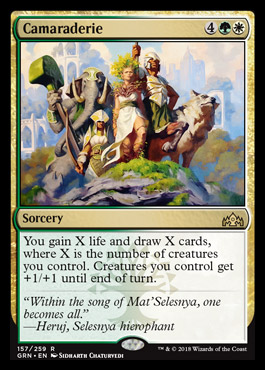 Camaraderie 4
Sorcery
You gain X life and draw X cards,
where X is the number of creatures
you control. Creatures you control get
+1/+1 until end of turn.
“Within the song of Mat’Selesnya, one
becomes all.”
—Heruj, Selesnya hierophant
157/259 R
GRN • EN SIDHARTH CHATURVEDI ™ & © 2018 Wizards of the Coast